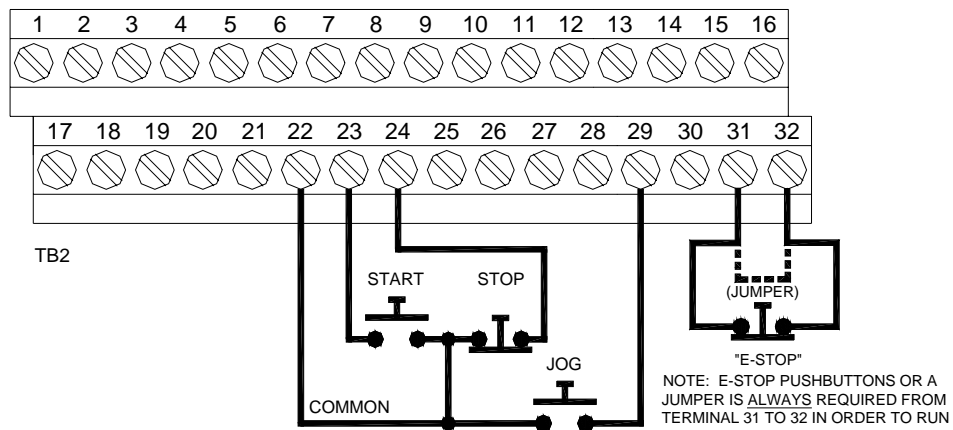 1 2 3 4 5 6 7 8 9 10 11 12 13 14 15 16
17 18 19 20 21 22 23 24 25 26 27 28 29 30 31 32
TB2
START STOP
(JUMPER)
"E-STOP"
JOG
COMMON
NOTE: E-STOP PUSHBUTTONS OR A
JUMPER IS ALWAYS REQUIRED FROM
TERMINAL 31 TO 32 IN ORDER TO RUN